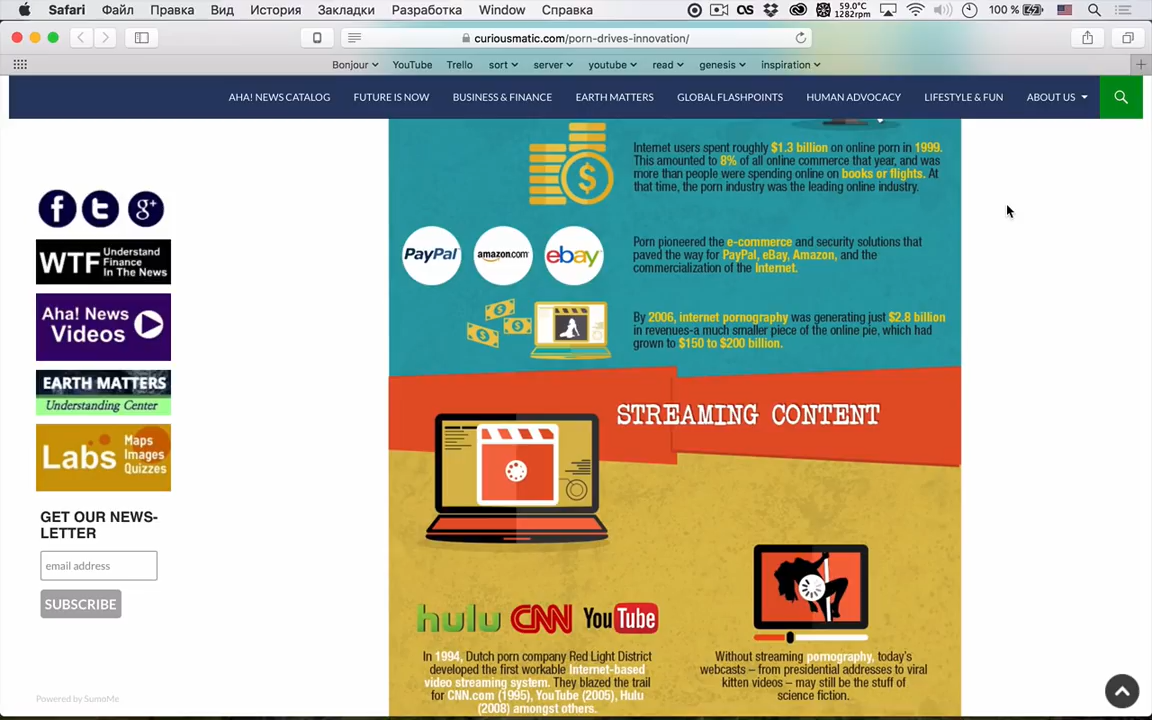 Safari Файл Правка Вид История Закладки Разработка Window Справка 59.0°C 1282rpm 100 %
curiousmatic.com/porn-drives-innovation/
Bonjour YouTube Trello sort server youtube read genesis inspiration
AHA! NEWS CATALOG FUTURE IS NOW BUSINESS & FINANCE EARTH MATTERS GLOBAL FLASHPOINTS HUMAN ADVOCACY LIFESTYLE & FUN ABOUT US
Internet users spent roughly $1.3 billion on online porn in 1999.
This amounted to 8% of all online commerce that year, and was
more than people were spending online on books or flights. At
that time, the porn industry was the leading online industry.
PayPal amazon.com ebay
Porn pioneered the e-commerce and security solutions that
paved the way for PayPal, eBay, Amazon, and the
commercialization of the Internet.
By 2006, internet pornography was generating just $2.8 billion
in revenues-a much smaller piece of the online pie, which had
grown to $150 to $200 billion.
STREAMING CONTENT
hulu CNN YouTube
In 1994, Dutch porn company Red Light District
developed the first workable Internet-based
video streaming system. They blazed the trail
for CNN.com (1995), YouTube (2005), Hulu
(2008) amongst others.
Without streaming pornography, today's
webcasts – from presidential addresses to viral
kitten videos – may still be the stuff of
science fiction.
f t g+
WTF Understand
Finance
In The News
Aha! News
Videos
EARTH MATTERS
Understanding Center
Labs Maps
Images
Quizzes
GET OUR NEWS-
LETTER
email address
SUBSCRIBE
Powered by SumoMe